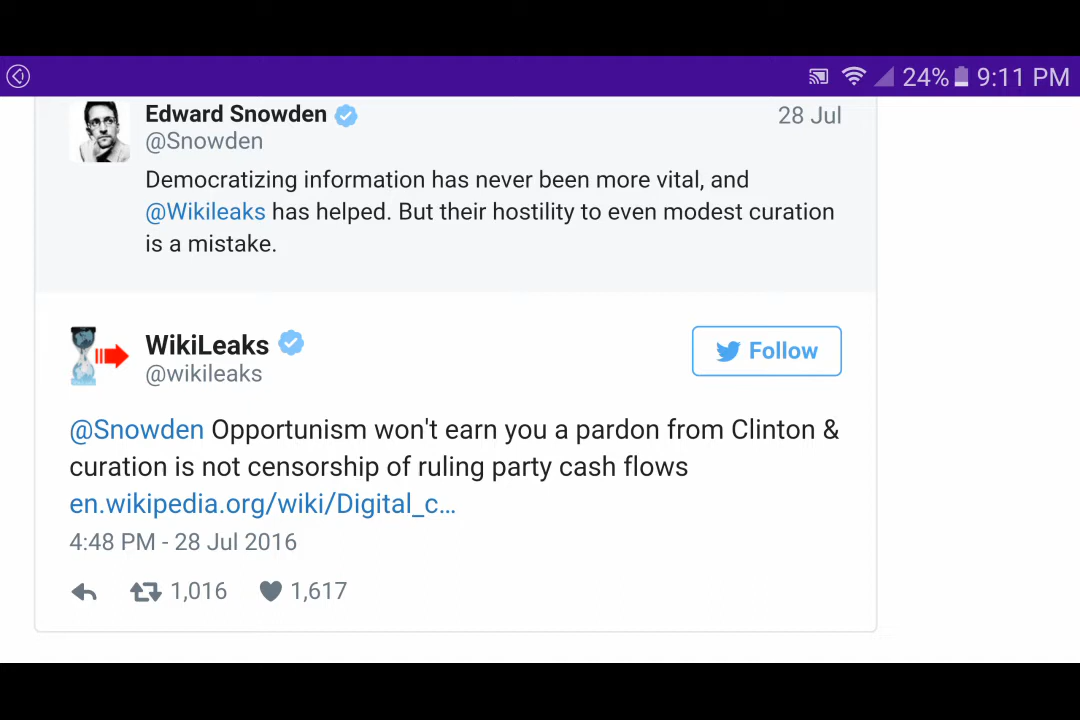 24% 9:11 PM
Edward Snowden 28 Jul
@Snowden
Democratizing information has never been more vital, and
@Wikileaks has helped. But their hostility to even modest curation
is a mistake.
WikiLeaks
@wikileaks
Follow
@Snowden Opportunism won't earn you a pardon from Clinton &
curation is not censorship of ruling party cash flows
en.wikipedia.org/wiki/Digital_c…
4:48 PM - 28 Jul 2016
1,016 1,617